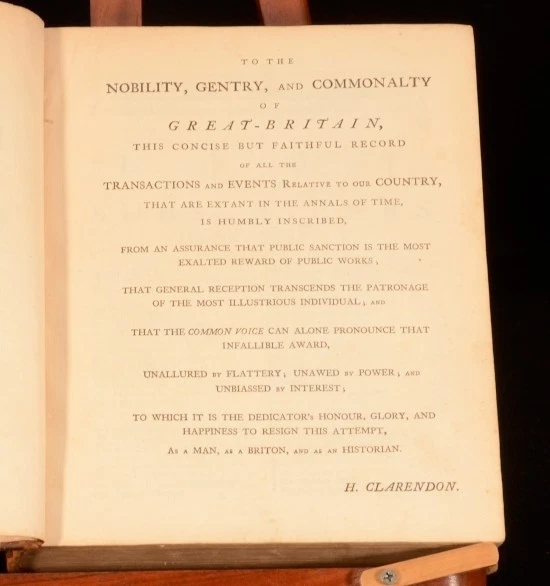 TO THE
NOBILITY, GENTRY, AND COMMONALTY
OF
GREAT-BRITAIN,
THIS CONCISE BUT FAITHFUL RECORD
OF ALL THE
TRANSACTIONS AND EVENTS RELATIVE TO OUR COUNTRY,
THAT ARE EXTANT IN THE ANNALS OF TIME,
IS HUMBLY INSCRIBED,
FROM AN ASSURANCE THAT PUBLIC SANCTION IS THE MOST
EXALTED REWARD OF PUBLIC WORKS;
THAT GENERAL RECEPTION TRANSCENDS THE PATRONAGE
OF THE MOST ILLUSTRIOUS INDIVIDUAL; AND
THAT THE COMMON VOICE CAN ALONE PRONOUNCE THAT
INFALLIBLE AWARD,
UNALLURED BY FLATTERY; UNAWED BY POWER; AND
UNBIASSED BY INTEREST;
TO WHICH IT IS THE DEDICATOR'S HONOUR, GLORY, AND
HAPPINESS TO RESIGN THIS ATTEMPT,
AS A MAN, AS A BRITON, AND AS AN HISTORIAN.
H. CLARENDON.